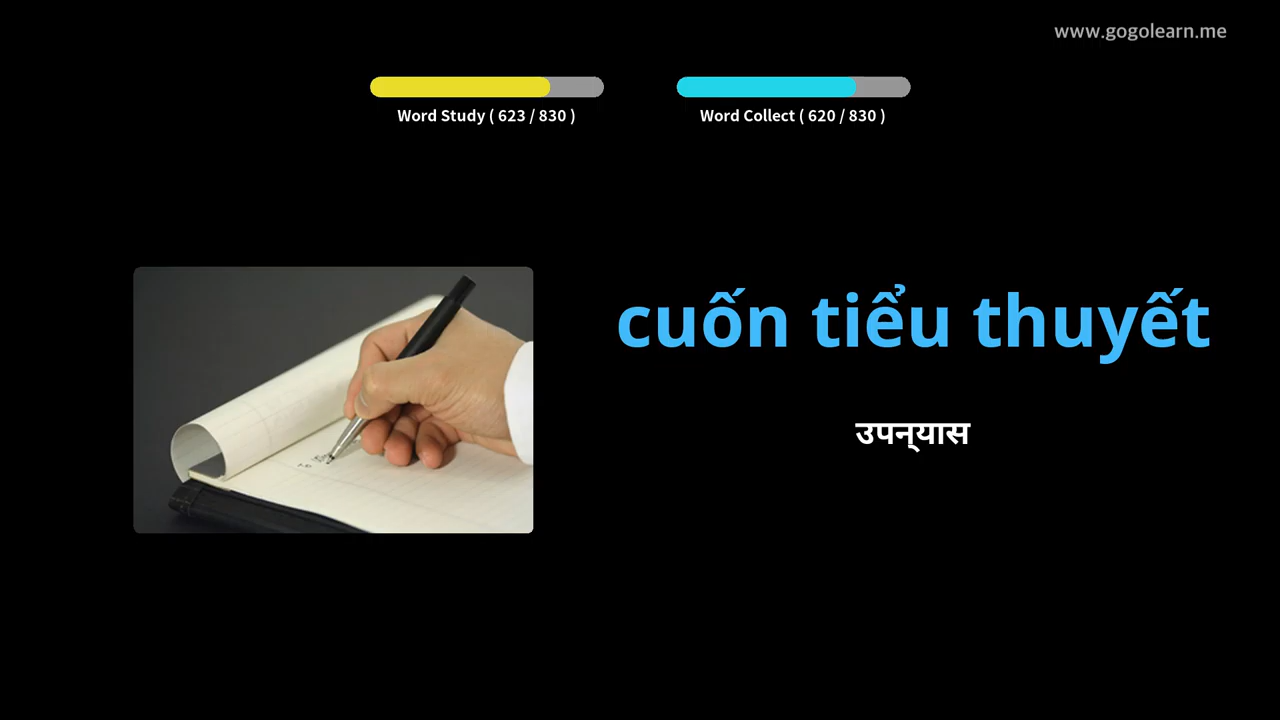 www.gogolearn.me
Word Study ( 623 / 830 )
Word Collect ( 620 / 830 )
cuốn tiểu thuyết
उपन्‌यास